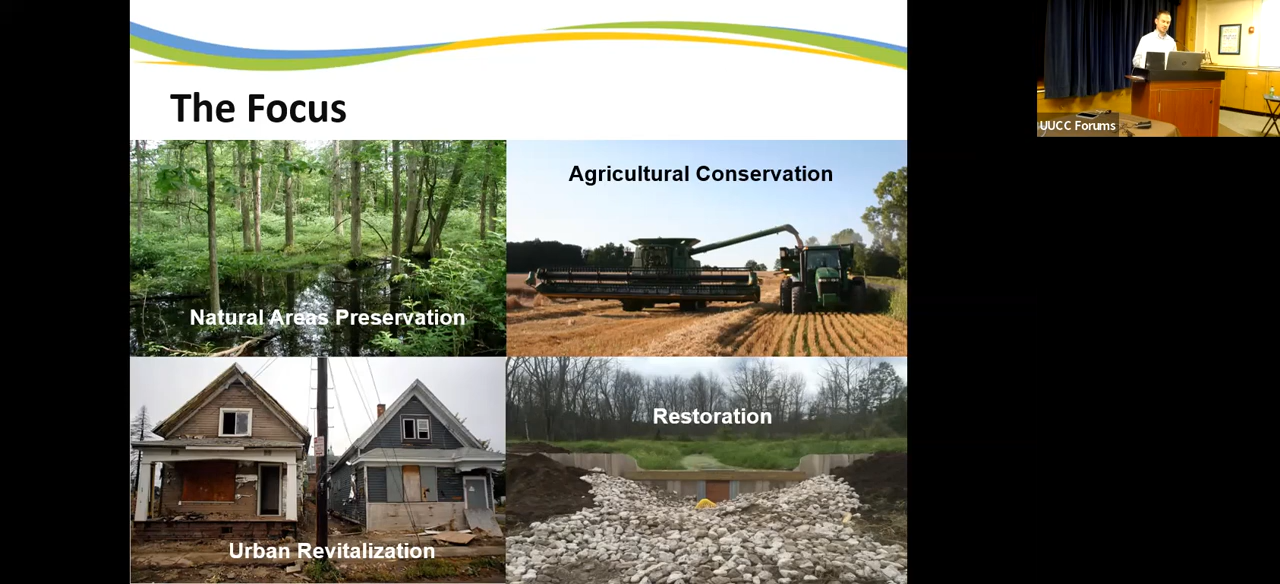 The Focus
Agricultural Conservation
Natural Areas Preservation
Restoration
Urban Revitalization
UUCC Forums